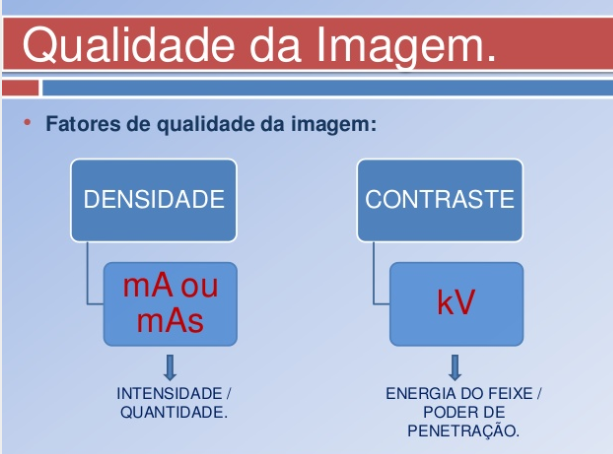 Qualidade da Imagem.
• Fatores de qualidade da imagem:
DENSIDADE
mA ou
mAs
INTENSIDADE /
QUANTIDADE.
CONTRASTE
kV
ENERGIA DO FEIXE /
PODER DE
PENETRAÇÃO.